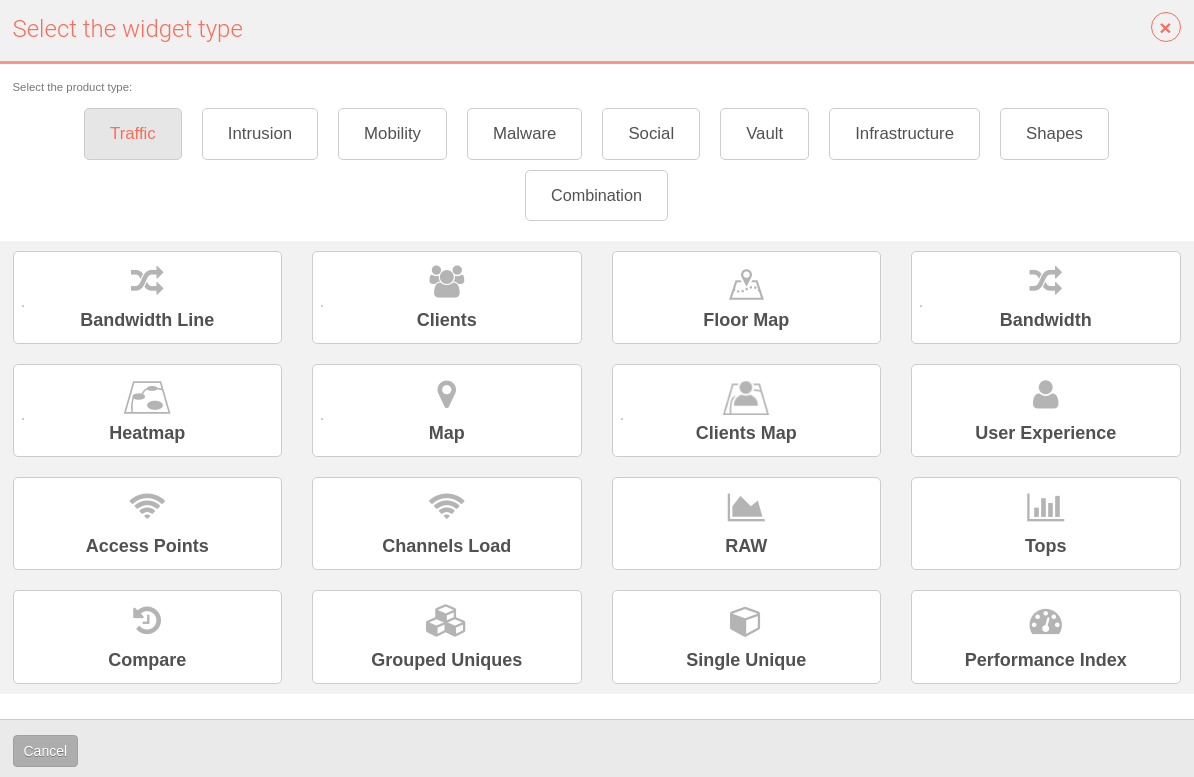 Select the widget type
Select the product type:
Traffic Intrusion Mobility Malware Social Vault Infrastructure Shapes
Combination
Bandwidth Line Clients Floor Map Bandwidth
Heatmap Map Clients Map User Experience
Access Points Channels Load RAW Tops
Compare Grouped Uniques Single Unique Performance Index
Cancel